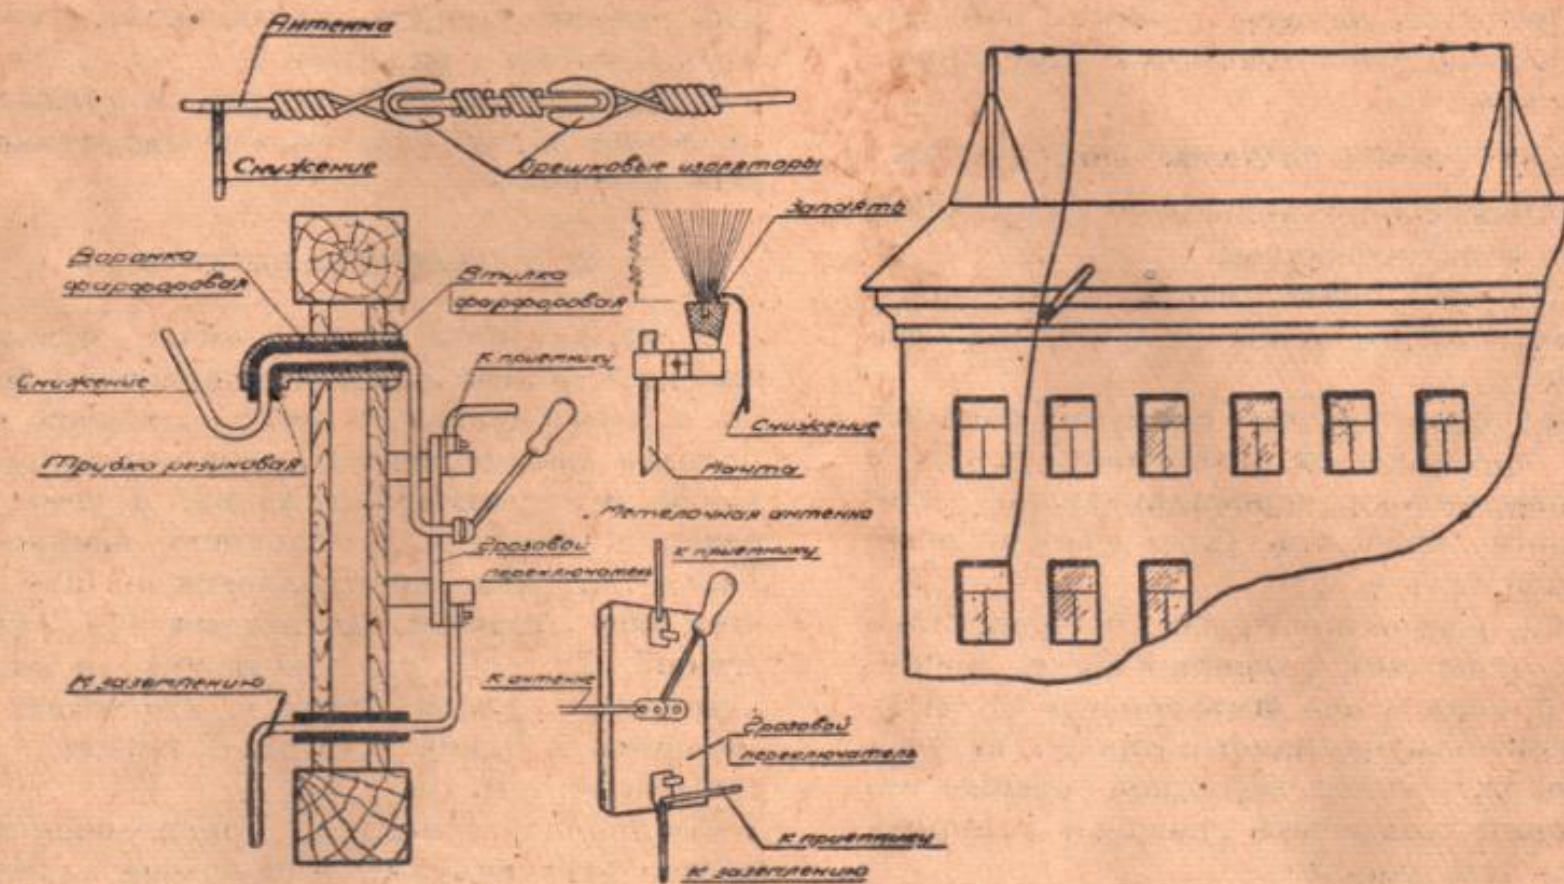 Антенна
Снижение
Орешковые изоляторы
Воронка
фарфоровая
Втулка
фарфоровая
Запаять
К приемнику
Снижение
Снижение
Трубка резиновая
Мачта
Метелочная антенна
Грозовой
переключатель
К приемнику
К заземлению
К антенне
Грозовой
переключатель
К приемнику
К заземлению